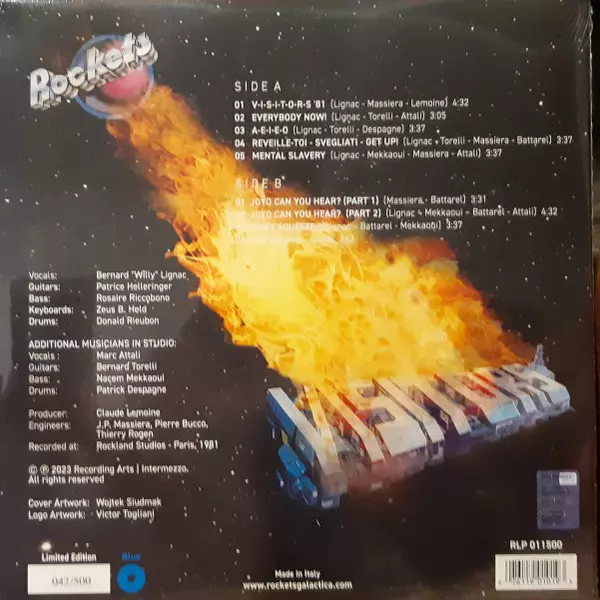 Rockets
SIDE A
01 V-I-S-I-T-O-R-S '81 (Lignac - Massiera - Lemoine) 4:32
02 EVERYBODY NOW! (Lignac - Torelli - Attali) 3:05
03 A-E-I-E-O (Lignac - Torelli - Despagne) 3:37
04 REVEILLE-TOI - SVEGLIATI - GET UP! (Lignac - Torelli - Massiera - Battarel) 3:37
05 MENTAL SLAVERY (Lignac - Mekkaoui - Massiera - Attali) 3:37
SIDE B
01 JOYO CAN YOU HEAR? (PART 1) (Massiera - Battarel) 3:31
JOYO CAN YOU HEAR? (PART 2) (Lignac - Mekkaoui - Battarel - Attali) 4:32
(Lignac - Battarel - Mekkaoui) 3:37
Vocals: Bernard "Willy" Lignac
Guitars: Patrice Helleringer
Bass: Rosaire Riccobono
Keyboards: Zeus B. Held
Drums: Donald Rieubon
ADDITIONAL MUSICIANS IN STUDIO:
Vocals : Marc Attali
Guitars: Bernard Torelli
Bass: Naçem Mekkaoui
Drums: Patrick Despagne
Producer: Claude Lemoine
Engineers: J.P. Massiera, Pierre Bucco,
Thierry Rogen
Recorded at: Rockland Studios - Paris, 1981
© ℗ 2023 Recording Arts | Intermezzo.
All rights reserved
Cover Artwork: Wojtek Siudmak
Logo Artwork: Victor Togliani
VISITORS
Limited Edition
042/500
Blue
Made in Italy
www.rocketsgalactica.com
RLP 011500